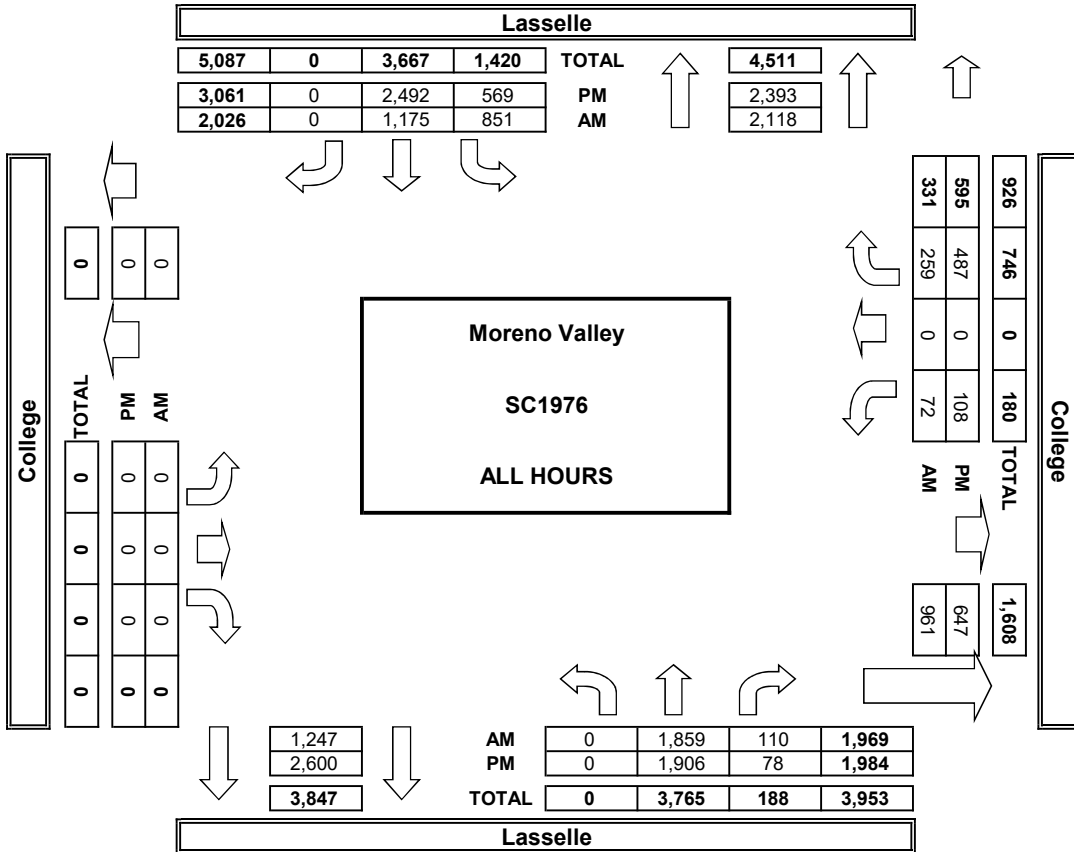 Lasselle
5,087 0 3,667 1,420 TOTAL 4,511
3,061 0 2,492 569 PM 2,393
2,026 0 1,175 851 AM 2,118
College
0 0 0
TOTAL PM AM
0 0 0
0 0 0
0 0 0
0 0 0
Moreno Valley
SC1976
ALL HOURS
926 746 0 180 TOTAL
595 487 0 108 PM
331 259 0 72 AM
1,608
647
961
College
1,247 AM 0 1,859 110 1,969
2,600 PM 0 1,906 78 1,984
3,847 TOTAL 0 3,765 188 3,953
Lasselle